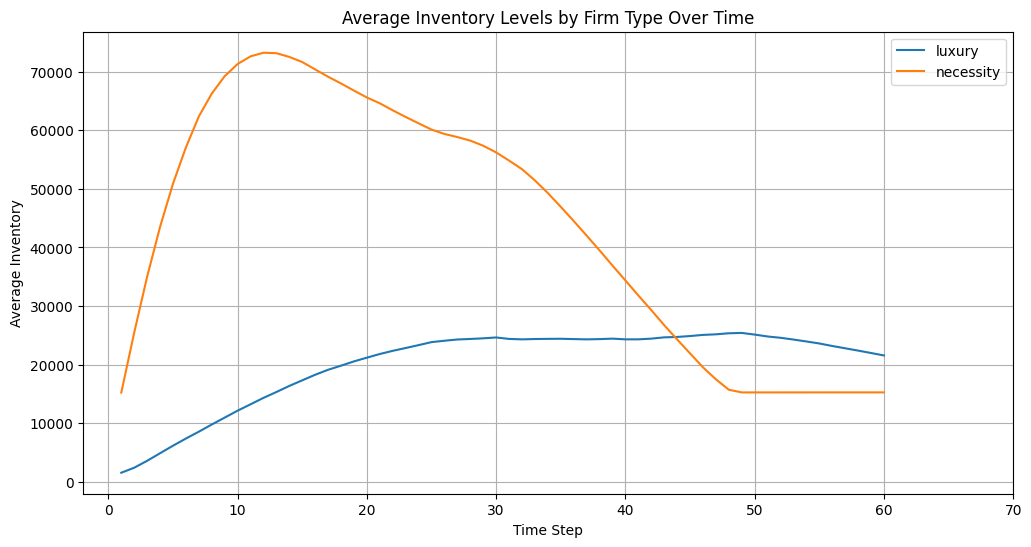 Average Inventory Levels by Firm Type Over Time
luxury
necessity
Average Inventory
70000
60000
50000
40000
30000
20000
10000
0
0 10 20 30 40 50 60 70
Time Step